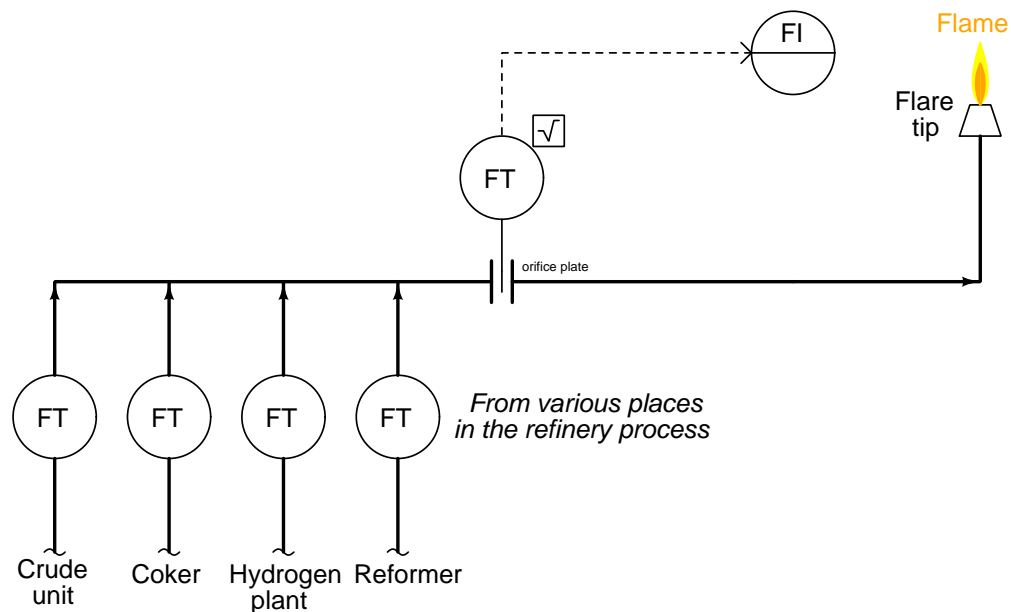 Flame
FI
Flare
tip
√
FT
orifice plate
FT
FT
FT
FT
From various places
in the refinery process
Crude
unit
Coker
Hydrogen
plant
Reformer